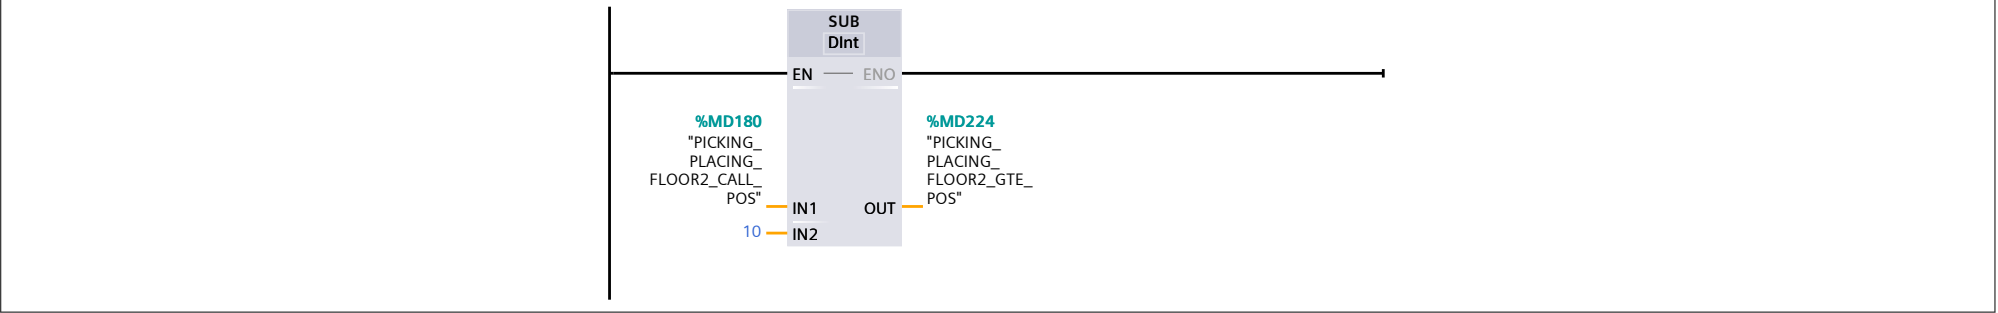 SUB
DInt
EN
ENO
%MD180
"PICKING_
PLACING_
FLOOR2_CALL_
POS"
IN1
10
IN2
%MD224
"PICKING_
PLACING_
FLOOR2_GTE_
POS"
OUT